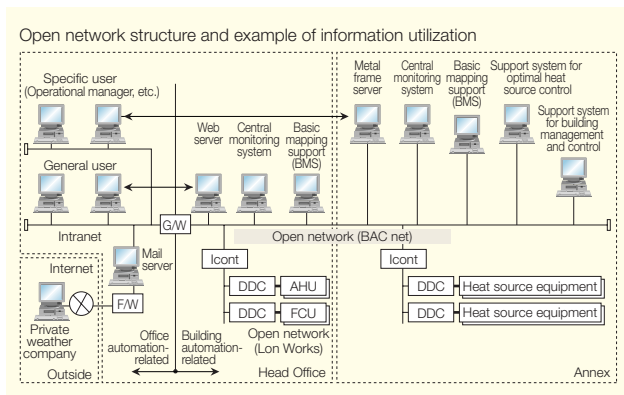 Open network structure and example of information utilization
Specific user
(Operational manager, etc.)
General user
Web
server
Central
monitoring
system
Basic
mapping
support
(BMS)
Metal
frame
server
Central
monitoring
system
Basic
mapping
support
(BMS)
Support system for
optimal heat
source control
Support system
for building
management
and control
G/W
Intranet
Open network (BAC net)
Mail
server
Internet
F/W
Private
weather
company
Outside
Office
automation-
related
Building
automation-
related
Icont
DDC
AHU
DDC
FCU
Open network
(Lon Works)
Head Office
Icont
DDC
Heat source equipment
DDC
Heat source equipment
Annex